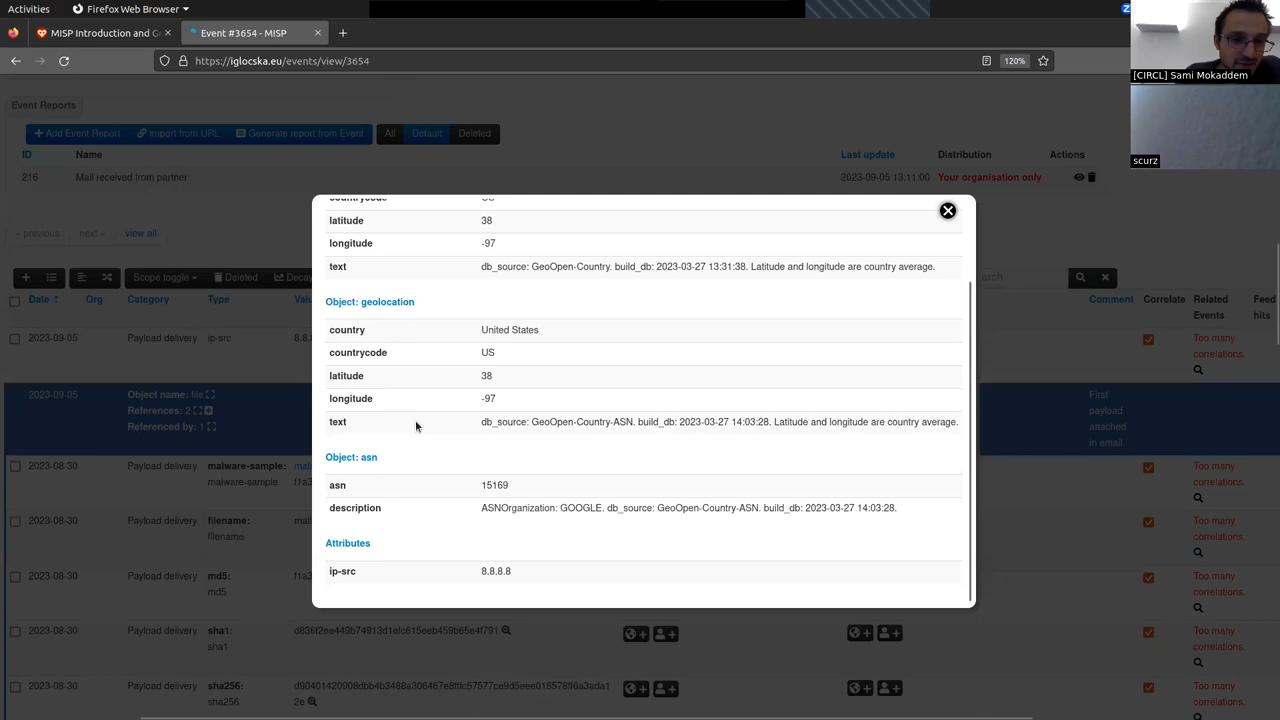 Activities
Firefox Web Browser
MISP Introduction and G
Event #3654 - MISP
https://iglocska.eu/events/view/3654
120%
[CIRCL] Sami Mokaddem
scurz
Event Reports
Add Event Report
Import from URL
Generate report from Event
All
Default
Deleted
ID Name Last update Distribution Actions
216 Mail received from partner 2023-09-05 13:11:00 Your organisation only
« previous next » view all
Scope toggle Deleted Decay
Date Org Category Type Comment Correlate Related Events Feed hits
2023-09-05 Payload delivery ip-src Too many correlations.
2023-09-05 Object name: file
References: 2
Referenced by: 1
First payload attached in email
2023-08-30 Payload delivery malware-sample: malware-sample Too many correlations.
2023-08-30 Payload delivery filename: filename Too many correlations.
2023-08-30 Payload delivery md5: md5 Too many correlations.
2023-08-30 Payload delivery sha1: sha1 Too many correlations.
2023-08-30 Payload delivery sha256: sha256 Too many correlations.
latitude 38
longitude -97
text db_source: GeoOpen-Country. build_db: 2023-03-27 13:31:38. Latitude and longitude are country average.
Object: geolocation
country United States
countrycode US
latitude 38
longitude -97
text db_source: GeoOpen-Country-ASN. build_db: 2023-03-27 14:03:28. Latitude and longitude are country average.
Object: asn
asn 15169
description ASNOrganization: GOOGLE. db_source: GeoOpen-Country-ASN. build_db: 2023-03-27 14:03:28.
Attributes
ip-src 8.8.8.8